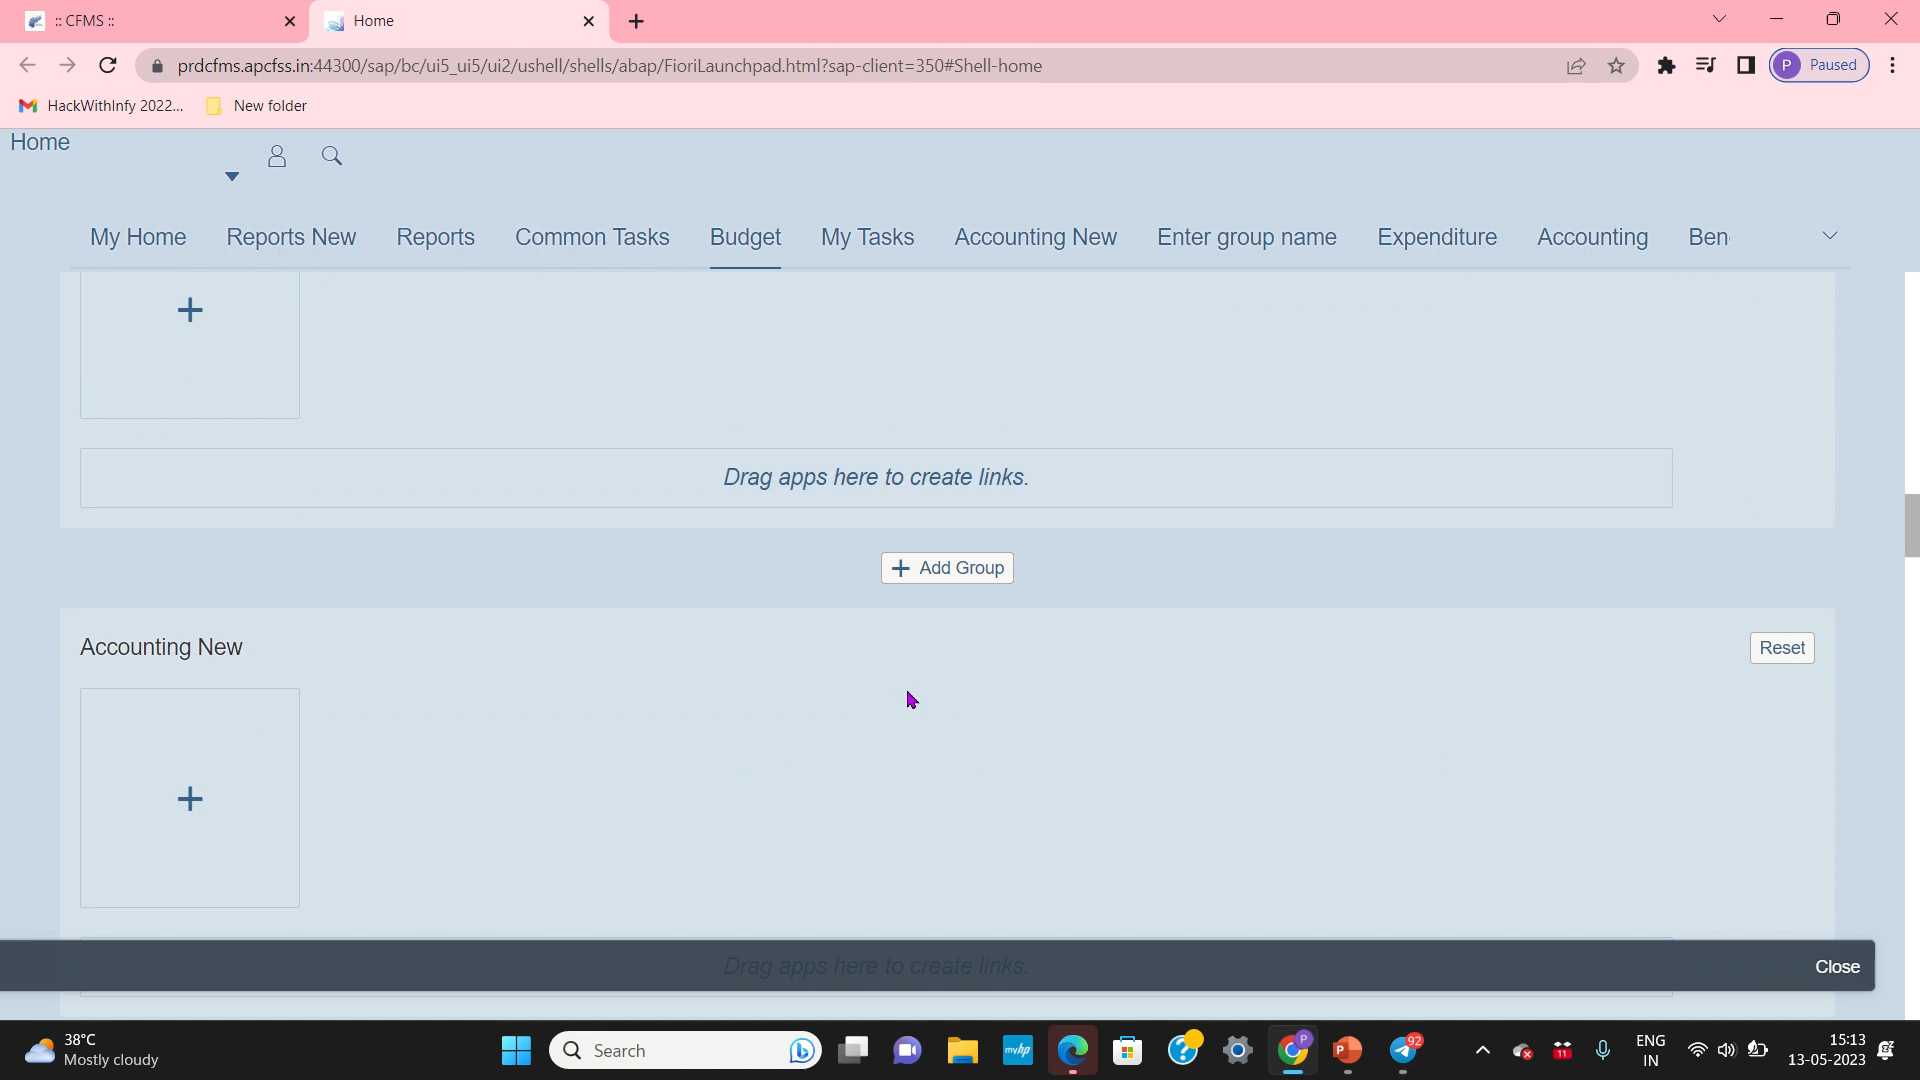 :: CFMS ::
Home
prdcfms.apcfss.in:44300/sap/bc/ui5_ui5/ui2/ushell/shells/abap/FioriLaunchpad.html?sap-client=350#Shell-home
P Paused
HackWithInfy 2022...
New folder
Home
My Home Reports New Reports Common Tasks Budget My Tasks Accounting New Enter group name Expenditure Accounting Ben
Drag apps here to create links.
+ Add Group
Accounting New
Reset
Drag apps here to create links.
Close
38°C
Mostly cloudy
Search
myhp
P
92
11
ENG
IN
15:13
13-05-2023